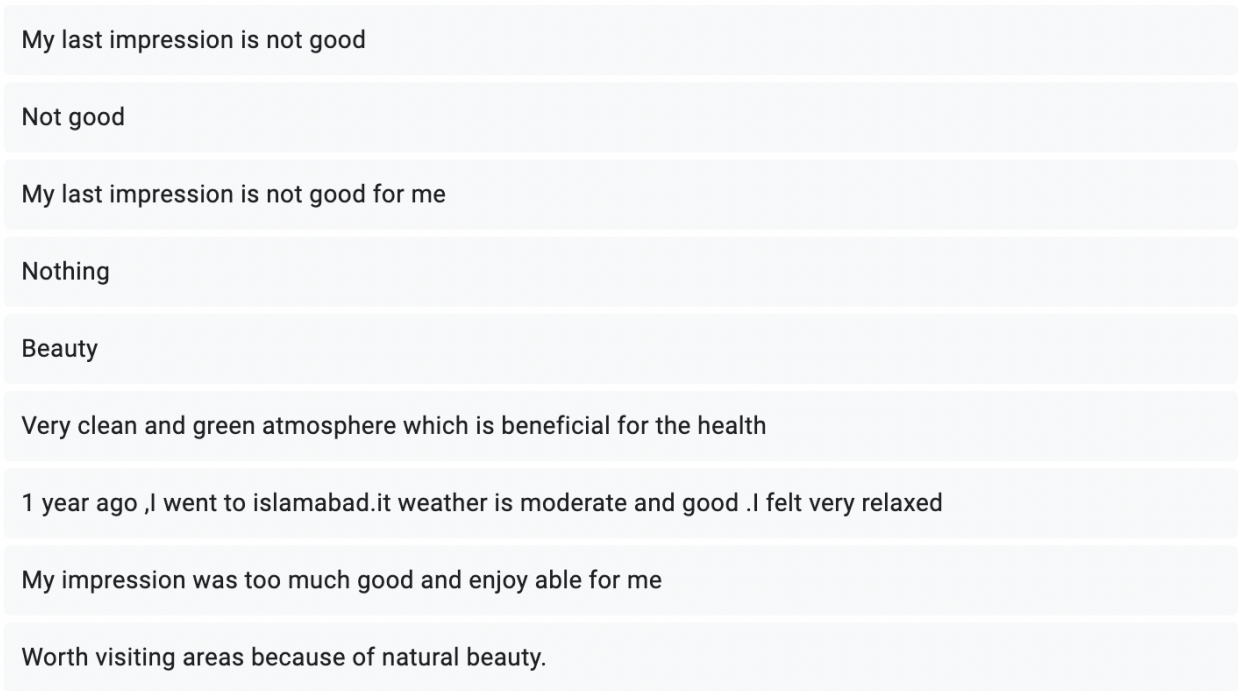 My last impression is not good
Not good
My last impression is not good for me
Nothing
Beauty
Very clean and green atmosphere which is beneficial for the health
1 year ago ,I went to islamabad.it weather is moderate and good .I felt very relaxed
My impression was too much good and enjoy able for me
Worth visiting areas because of natural beauty.